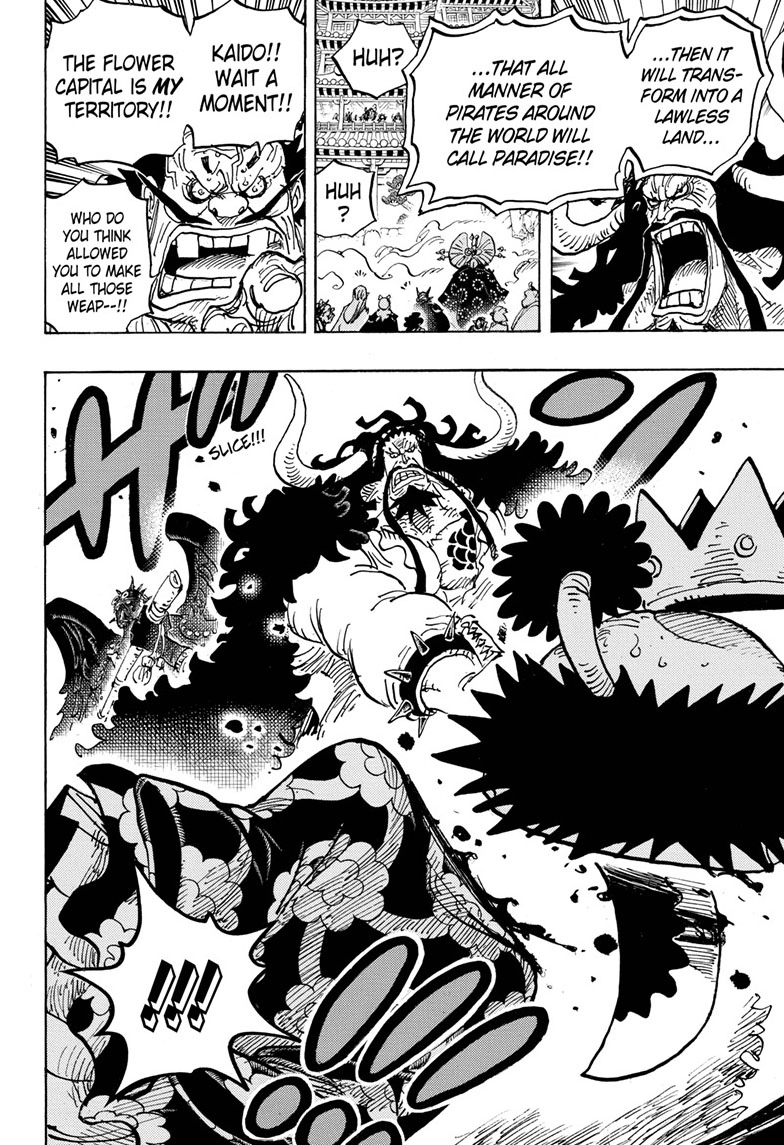 ...THEN IT
WILL TRANS-
FORM INTO A
LAWLESS
LAND...
...THAT ALL
MANNER OF
PIRATES AROUND
THE WORLD WILL
CALL PARADISE!!
HUH?
HUH
?
KAIDO!!
WAIT A
MOMENT!!
THE FLOWER
CAPITAL IS MY
TERRITORY!!
WHO DO
YOU THINK
ALLOWED
YOU TO MAKE
ALL THOSE
WEAP--!!
SLICE!!!
!!!